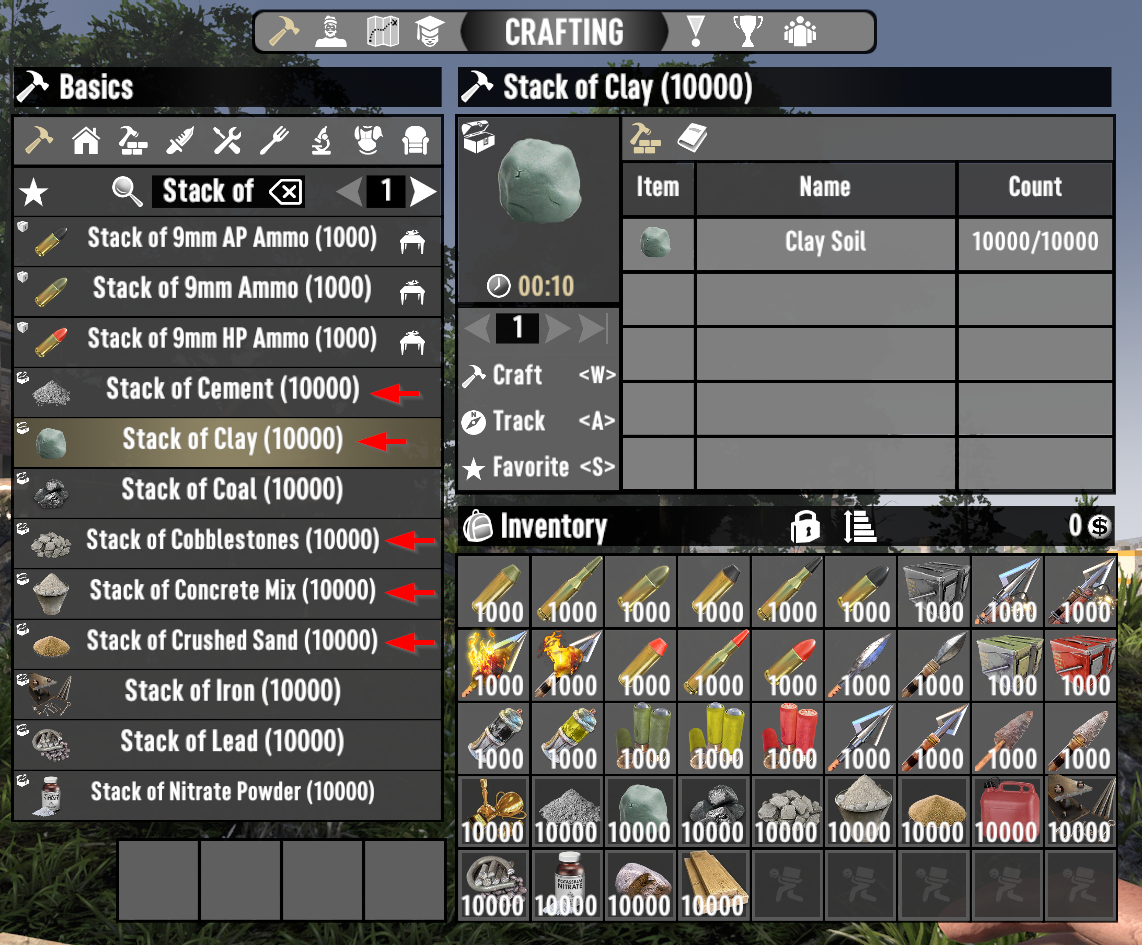 CRAFTING
Basics
Stack of
1
Stack of 9mm AP Ammo (1000)
Stack of 9mm Ammo (1000)
Stack of 9mm HP Ammo (1000)
Stack of Cement (10000)
Stack of Clay (10000)
Stack of Coal (10000)
Stack of Cobblestones (10000)
Stack of Concrete Mix (10000)
Stack of Crushed Sand (10000)
Stack of Iron (10000)
Stack of Lead (10000)
Stack of Nitrate Powder (10000)
Stack of Clay (10000)
00:10
1
Craft <W>
Track <A>
Favorite <S>
Item Name Count
Clay Soil 10000/10000
Inventory 0 $
1000 1000 1000 1000 1000 1000 1000 1000 1000
1000 1000 1000 1000 1000 1000 1000 1000 1000
1000 1000 1000 1000 1000 1000 1000 1000 1000
10000 10000 10000 10000 10000 10000 10000 10000 10000
POTASSIUM
NITRATE
10000 10000 10000 10000